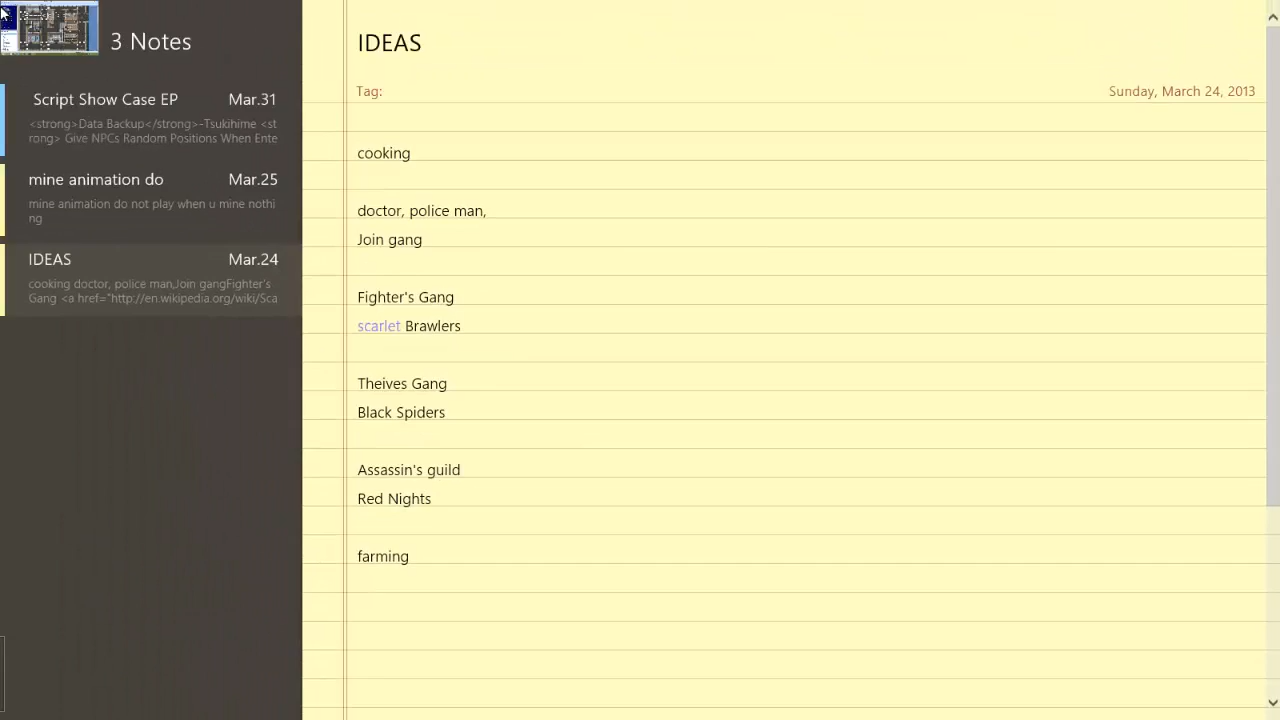 3 Notes
Script Show Case EP Mar.31
<strong>Data Backup</strong>-Tsukihime <st
rong> Give NPCs Random Positions When Ente
mine animation do Mar.25
mine animation do not play when u mine nothi
ng
IDEAS Mar.24
cooking doctor, police man,Join gangFighter's
Gang <a href="http://en.wikipedia.org/wiki/Sca
IDEAS
Tag: Sunday, March 24, 2013
cooking
doctor, police man,
Join gang
Fighter's Gang
scarlet Brawlers
Theives Gang
Black Spiders
Assassin's guild
Red Nights
farming